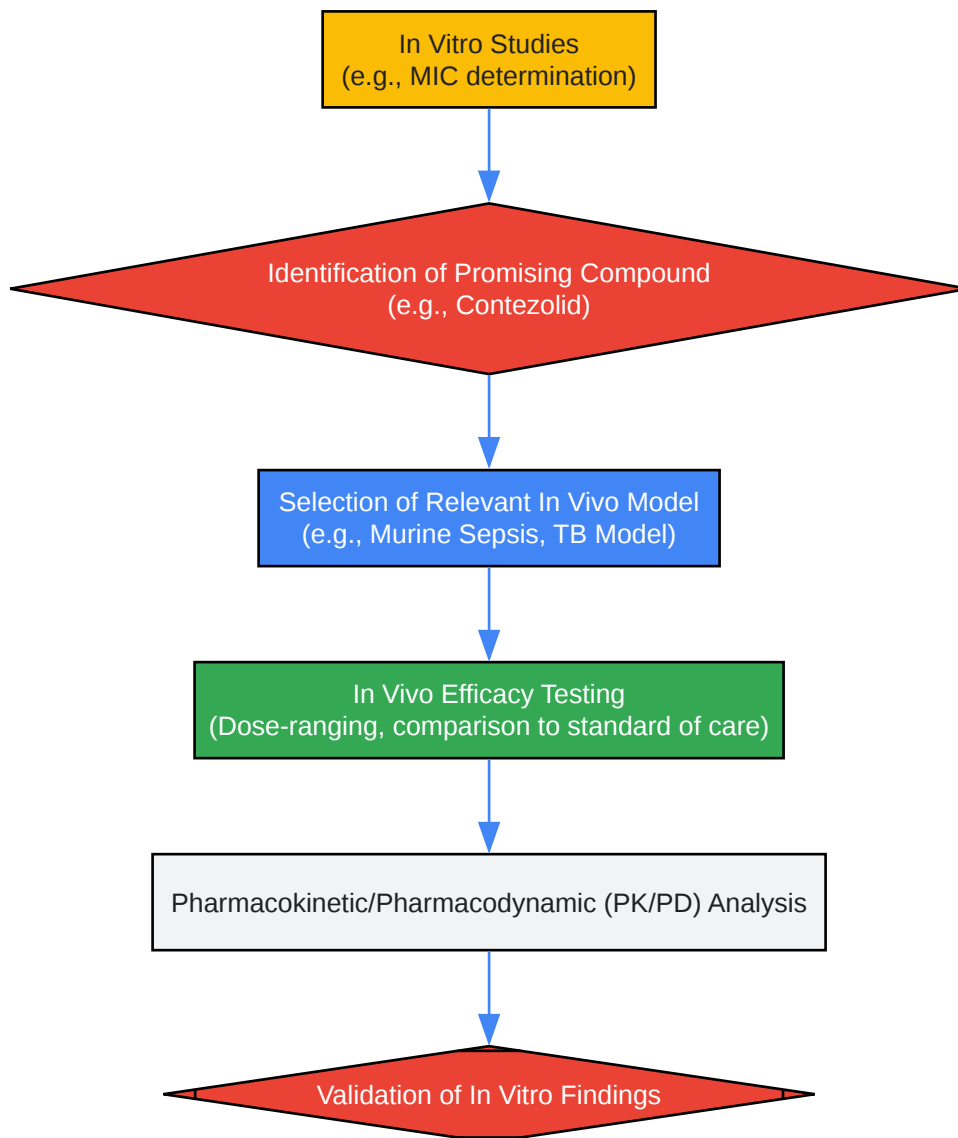 In Vitro Studies
(e.g., MIC determination)
Identification of Promising Compound
(e.g., Contezolid)
Selection of Relevant In Vivo Model
(e.g., Murine Sepsis, TB Model)
In Vivo Efficacy Testing
(Dose-ranging, comparison to standard of care)
Pharmacokinetic/Pharmacodynamic (PK/PD) Analysis
Validation of In Vitro Findings